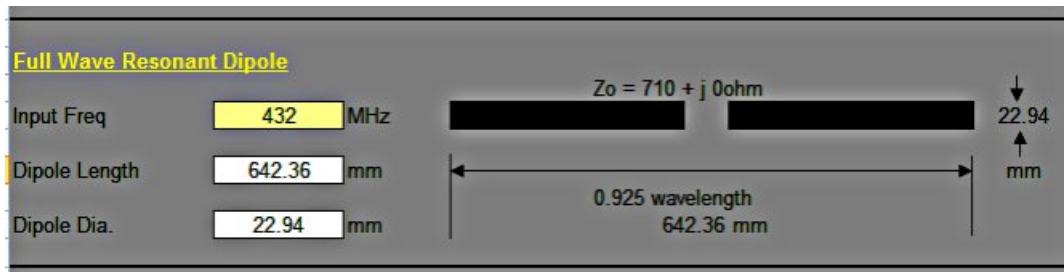 Full Wave Resonant Dipole
Zo = 710 + j 0ohm
Input Freq 432 MHz 22.94
Dipole Length 642.36 mm mm
0.925 wavelength
Dipole Dia. 22.94 mm 642.36 mm